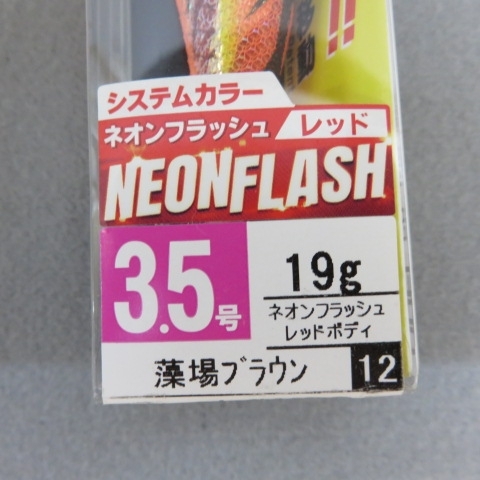 !!
システムカラー
ネオンフラッシュ レッド
NEONFLASH
3.5号
19g
ネオンフラッシュ
レッドボディ
藻場ブラウン 12